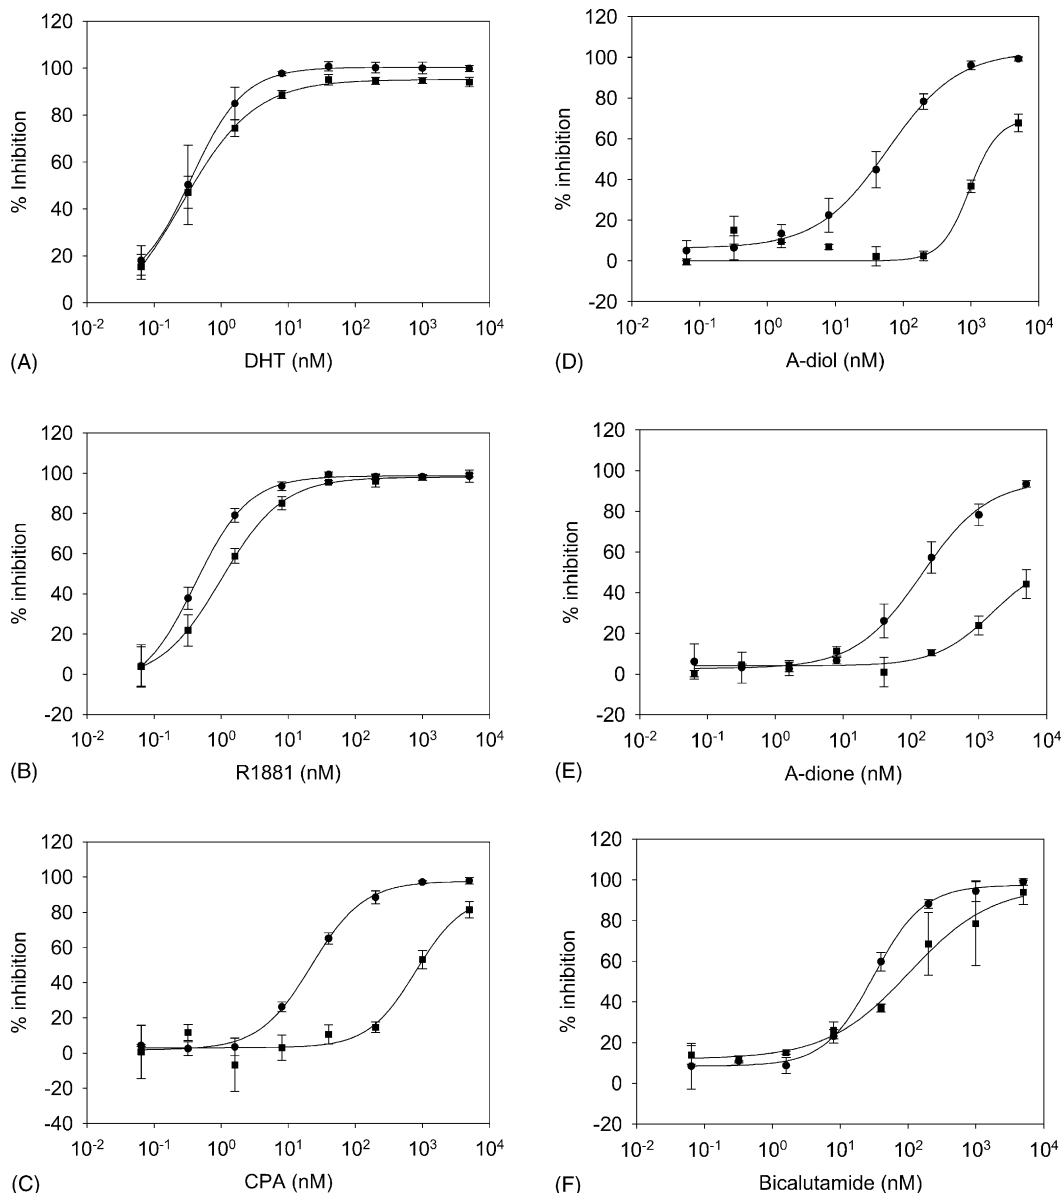 120
100
80
60
40
20
0
% Inhibition
10-2 10-1 100 101 102 103 104
DHT (nM)
(A)
120
100
80
60
40
20
0
-20
% inhibition
10-2 10-1 100 101 102 103 104
A-diol (nM)
(D)
120
100
80
60
40
20
0
-20
% inhibition
10-2 10-1 100 101 102 103 104
R1881 (nM)
(B)
120
100
80
60
40
20
0
-20
% inhibition
10-2 10-1 100 101 102 103 104
A-dione (nM)
(E)
120
100
80
60
40
20
0
-20
-40
% inhibition
10-2 10-1 100 101 102 103 104
CPA (nM)
(C)
120
100
80
60
40
20
0
-20
% inhibition
10-2 10-1 100 101 102 103 104
Bicalutamide (nM)
(F)